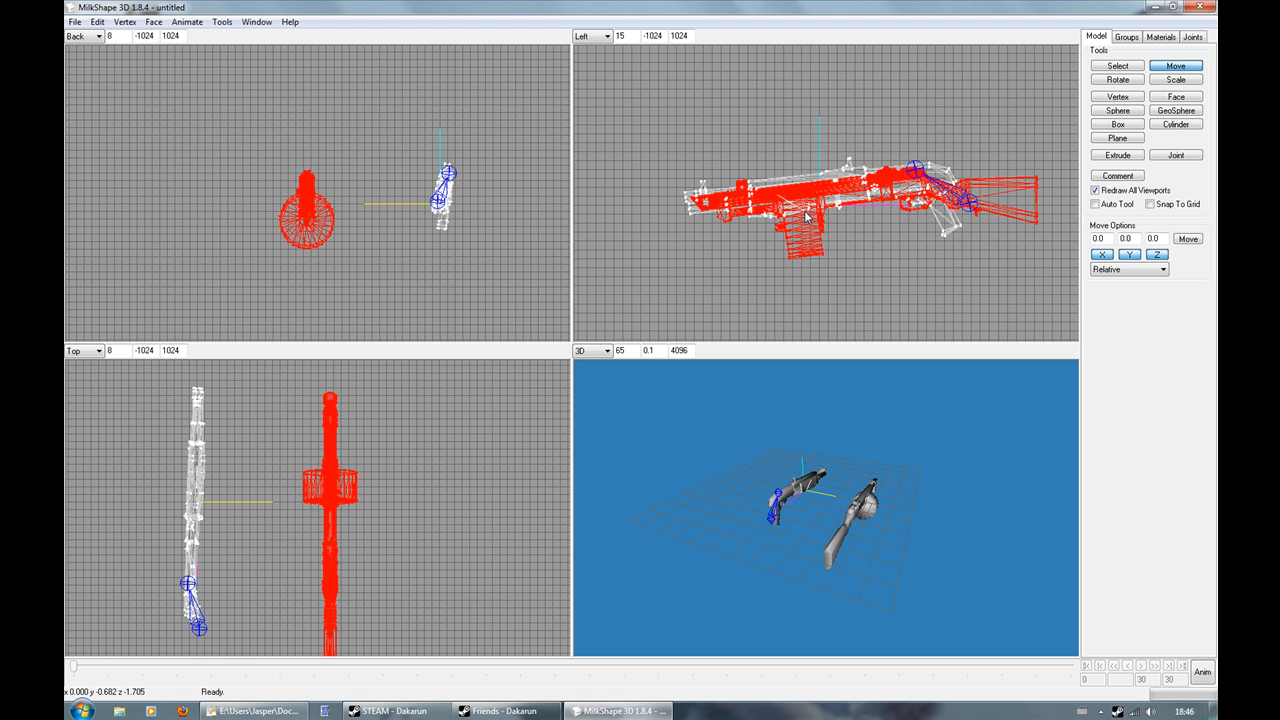 MilkShape 3D 1.8.4 - untitled
File Edit Vertex Face Animate Tools Window Help
Back 8 -1024 1024
Left 15 -1024 1024
Model Groups Materials Joints
Tools
Select Move
Rotate Scale
Vertex Face
Sphere GeoSphere
Box Cylinder
Plane
Extrude Joint
Comment
Redraw All Viewports
Auto Tool Snap To Grid
Move Options
0.0 0.0 0.0 Move
X Y Z
Relative
Top 8 -1024 1024
3D 65 0.1 4096
0 30 30 Anim
x 0.000 y -0.682 z -1.705 Ready.
E:\Users\Jasper\Doc... STEAM - Dakarun Friends - Dakarun MilkShape 3D 1.8.4 - ... 18:46